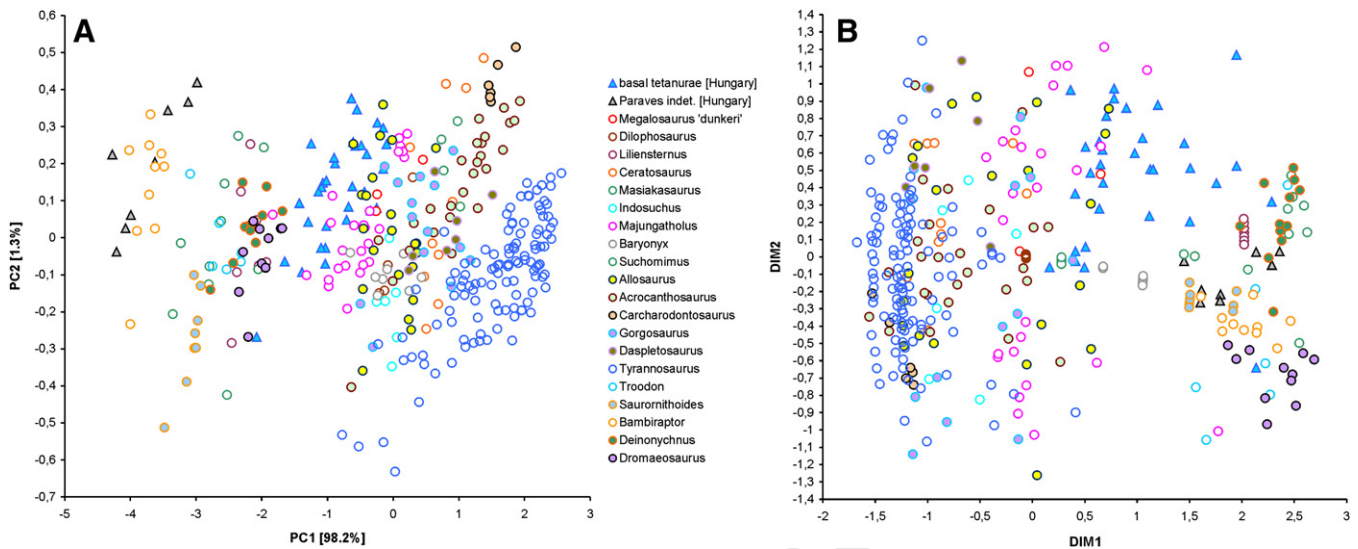 A
0,6
0,5
0,4
0,3
0,2
0,1
0
-0,1
-0,2
-0,3
-0,4
-0,5
-0,6
-0,7
PC2 [1.3%]
-5 -4 -3 -2 -1 0 1 2 3
PC1 [98.2%]
basal tetanurae [Hungary]
Paraves indet. [Hungary]
Megalosaurus 'dunkeri'
Dilophosaurus
Liliensternus
Ceratosaurus
Masiakasaurus
Indosuchus
Majungatholus
Baryonyx
Suchomimus
Allosaurus
Acrocanthosaurus
Carcharodontosaurus
Gorgosaurus
Daspletosaurus
Tyrannosaurus
Troodon
Saurornithoides
Bambiraptor
Deinonychnus
Dromaeosaurus
B
1,4
1,3
1,2
1,1
1
0,9
0,8
0,7
0,6
0,5
0,4
0,3
0,2
0,1
0
-0,1
-0,2
-0,3
-0,4
-0,5
-0,6
-0,7
-0,8
-0,9
-1
-1,1
-1,2
-1,3
-1,4
DIM2
-2 -1,5 -1 -0,5 0 0,5 1 1,5 2 2,5 3
DIM1